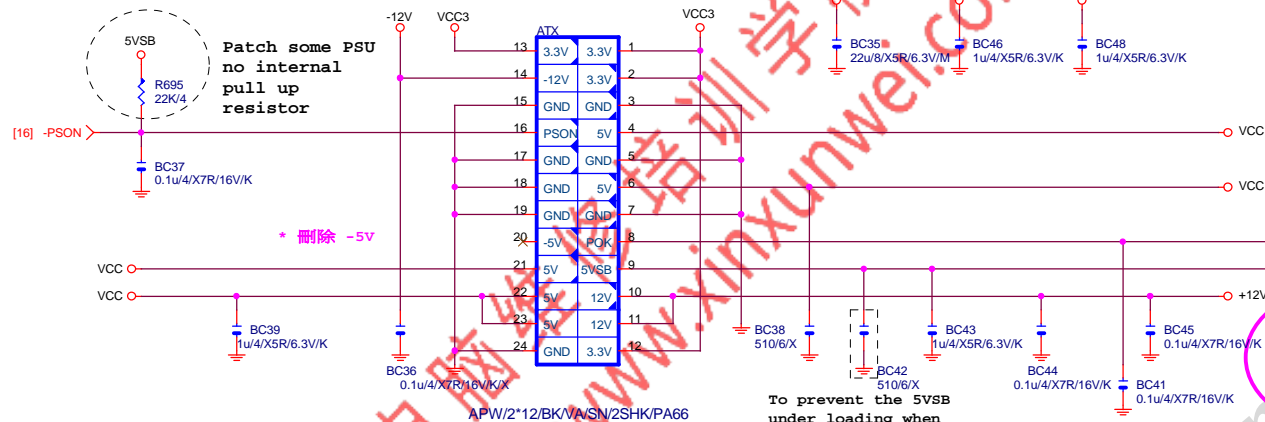 -12V
VCC3
VCC3
5VSB
Patch some PSU
no internal
pull up
resistor
R695
22K/4
[16] -PSON
BC37
0.1u/4/X7R/16V/K
* 刪除 -5V
VCC
VCC
BC39
1u/4/X5R/6.3V/K
BC36
0.1u/4/X7R/16V/K/X
ATX
13 3.3V 3.3V 1
14 -12V 3.3V 2
15 GND GND 3
16 PSON 5V 4
17 GND GND 5
18 GND 5V 6
19 GND GND 7
20 -5V POK 8
21 5V 5VSB 9
22 5V 12V 10
23 5V 12V 11
24 GND 3.3V 12
APW/2*12/BK/VA/SN/2SHK/PA66
BC35
22u/8/X5R/6.3V/M
BC46
1u/4/X5R/6.3V/K
BC48
1u/4/X5R/6.3V/K
VCC
VCC
+12V
BC38
510/6/X
BC42
510/6/X
BC43
1u/4/X5R/6.3V/K
BC44
0.1u/4/X7R/16V/K
BC45
0.1u/4/X7R/16V/K
BC41
0.1u/4/X7R/16V/K
To prevent the 5VSB
under loading when
脑维修培训学
www.xinxunwei.co